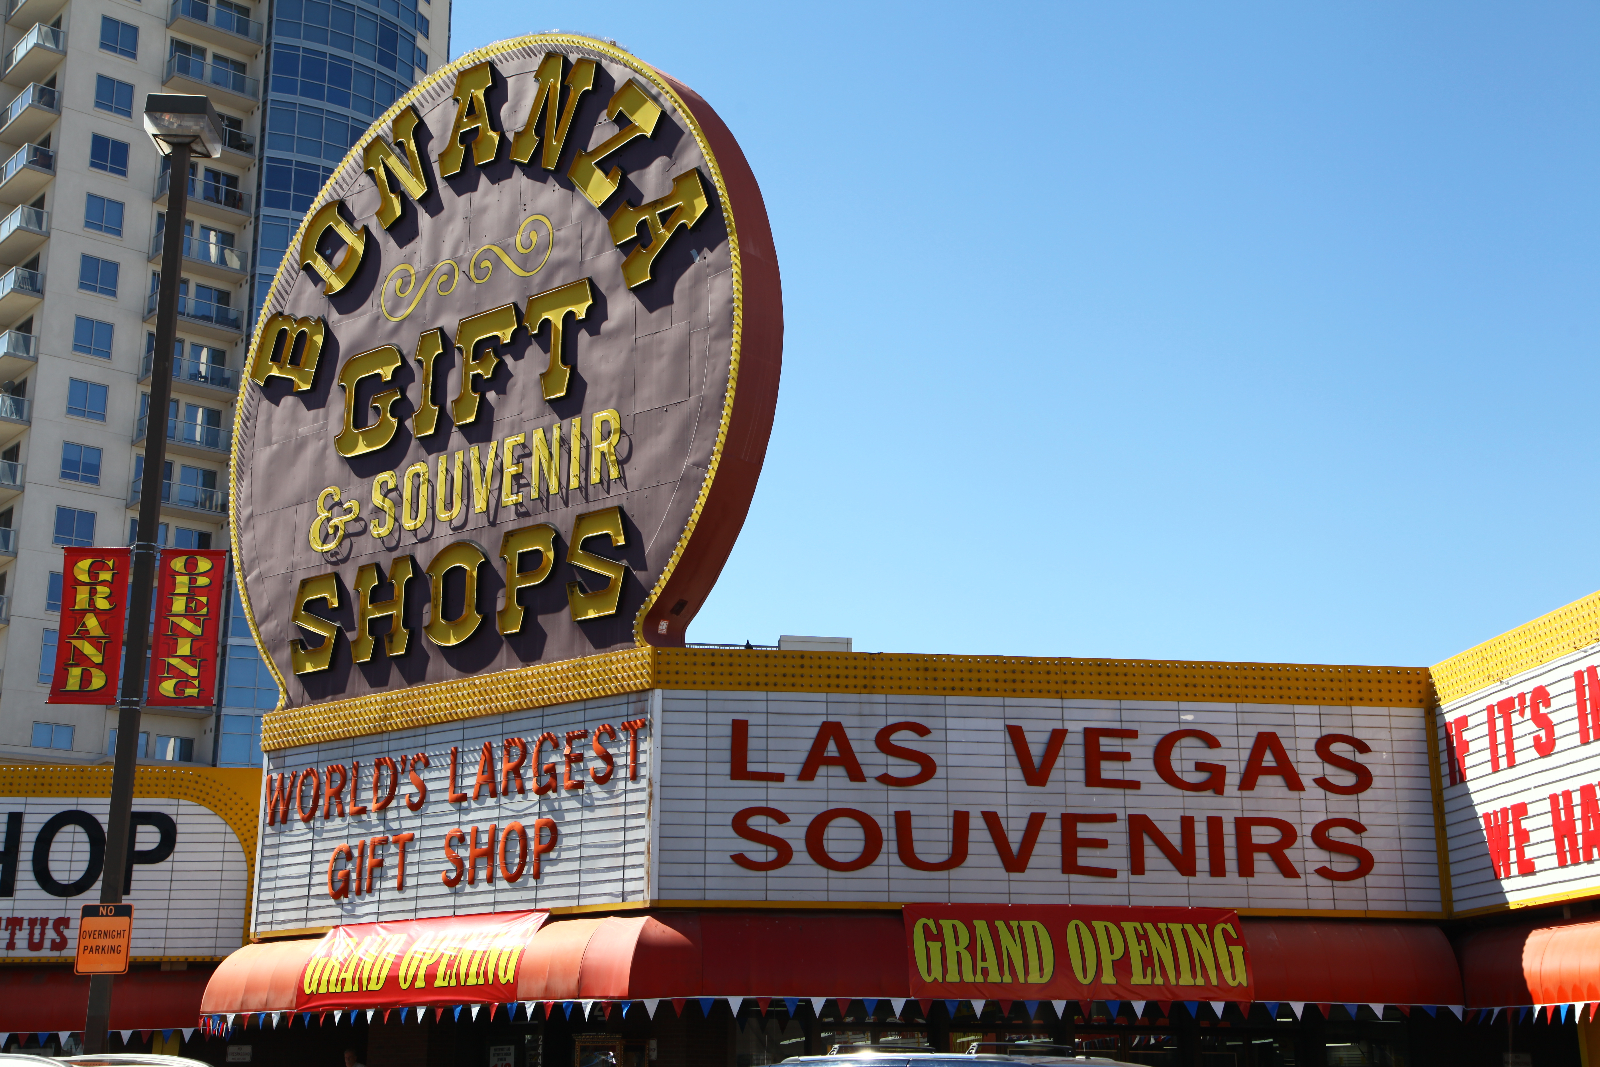 BONANZA
GIFT
& SOUVENIR
SHOPS
GRAND
OPENING
WORLD'S LARGEST
GIFT SHOP
LAS VEGAS
SOUVENIRS
IF IT'S IN
WE HA
HOP
TUS
NO
OVERNIGHT
PARKING
GRAND OPENING
GRAND OPENING